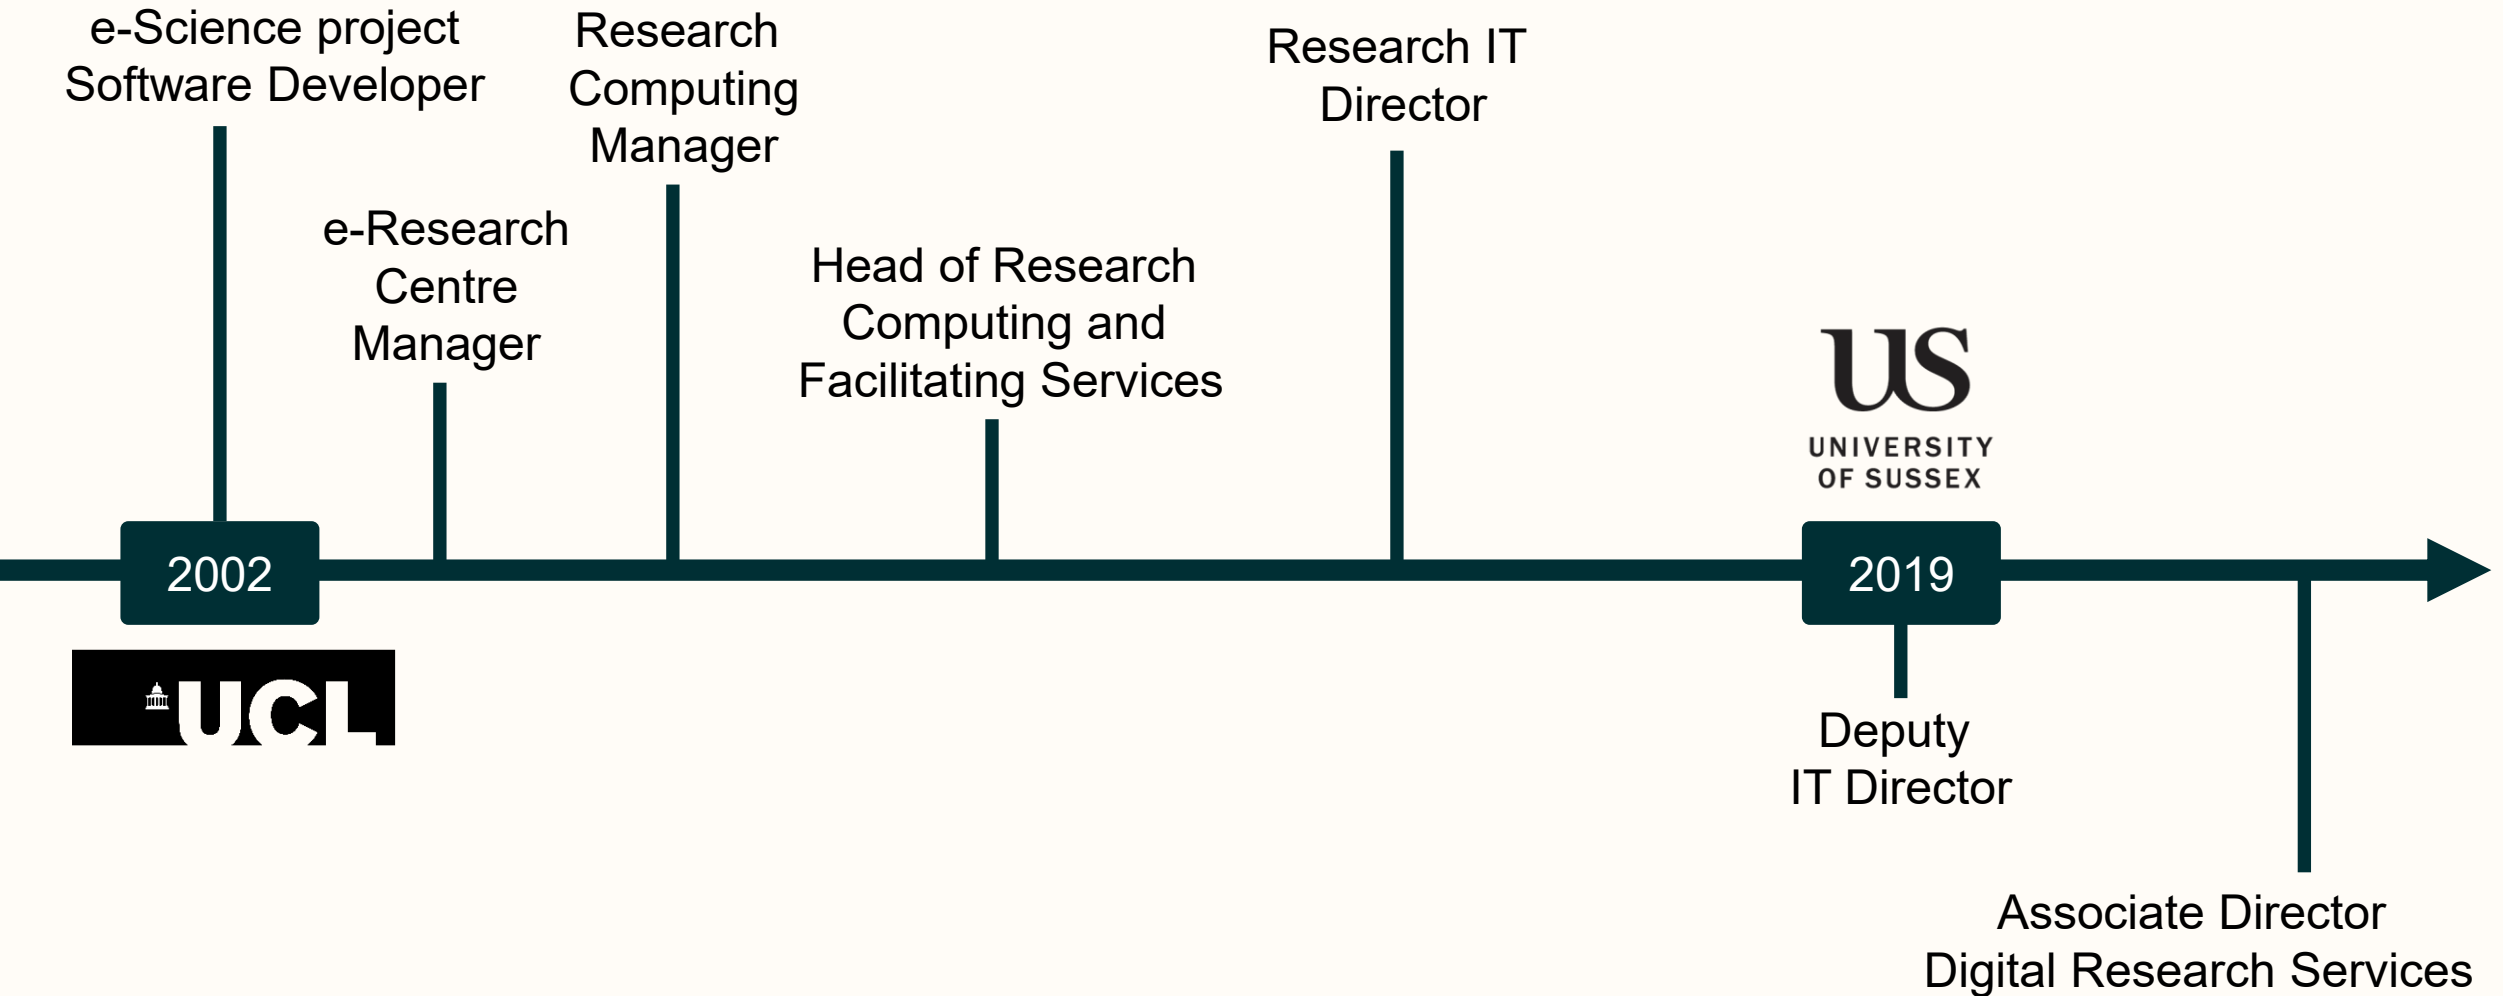 e-Science project
Software Developer
Research
Computing
Manager
Research IT
Director
e-Research
Centre
Manager
Head of Research
Computing and
Facilitating Services
US
UNIVERSITY
OF SUSSEX
2002
2019
UCL
Deputy
IT Director
Associate Director
Digital Research Services